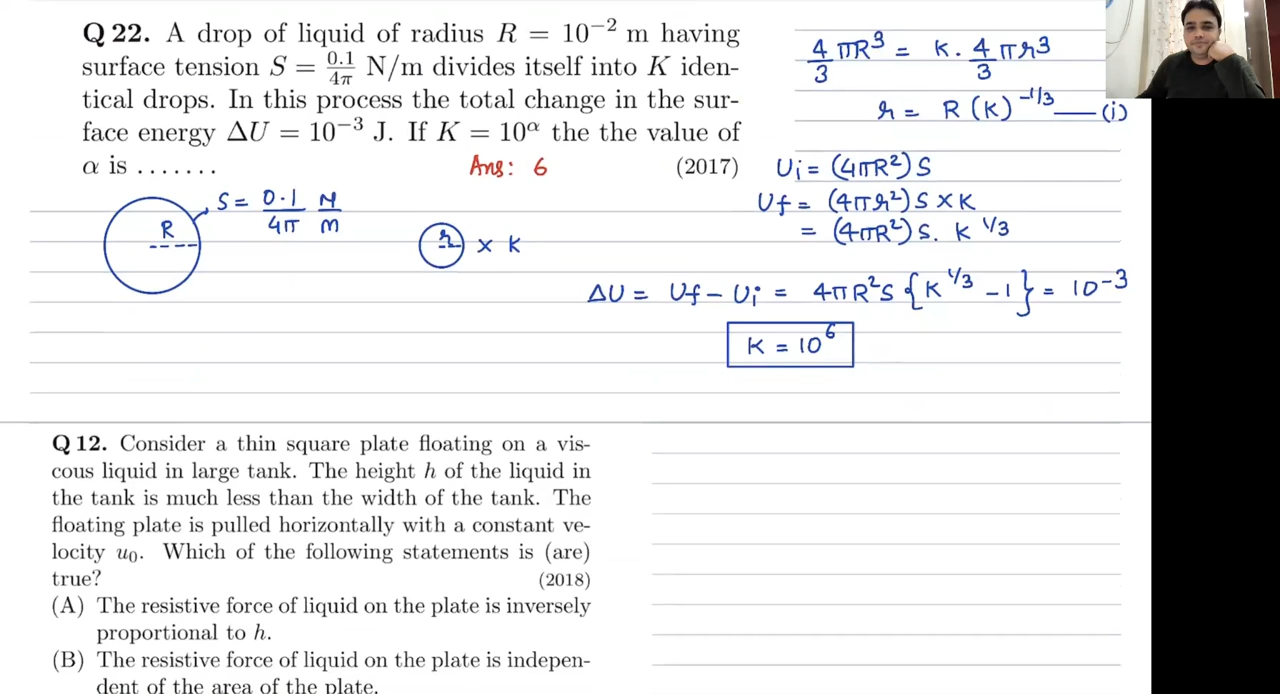 Q 22. A drop of liquid of radius R = 10⁻² m having
surface tension S = 0.1/4π N/m divides itself into K iden-
tical drops. In this process the total change in the sur-
face energy ΔU = 10⁻³ J. If K = 10^α the the value of
α is .......
Ans: 6
(2017)
R
S = 0.1/4π N/m
r × K
4/3 πR³ = K. 4/3 πr³
r = R (K)^-1/3 —— (i)
Ui = (4πR²) S
Uf = (4πr²) S × K
= (4πR²) S. K^1/3
ΔU = Uf – Ui = 4πR²S {K^1/3 – 1} = 10⁻³
K = 10⁶
Q 12. Consider a thin square plate floating on a vis-
cous liquid in large tank. The height h of the liquid in
the tank is much less than the width of the tank. The
floating plate is pulled horizontally with a constant ve-
locity u₀. Which of the following statements is (are)
true? (2018)
(A) The resistive force of liquid on the plate is inversely
proportional to h.
(B) The resistive force of liquid on the plate is indepen-
dent of the area of the plate.